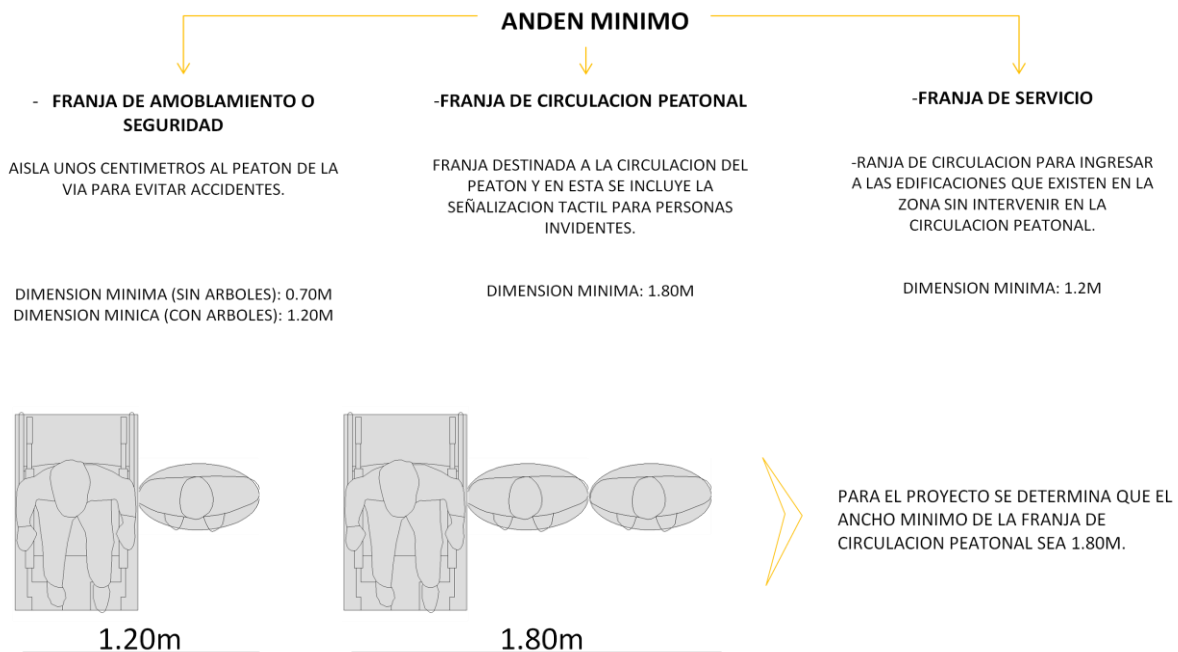 ANDEN MINIMO
- FRANJA DE AMOBLAMIENTO O
SEGURIDAD
AISLA UNOS CENTIMETROS AL PEATON DE LA
VIA PARA EVITAR ACCIDENTES.
DIMENSION MINIMA (SIN ARBOLES): 0.70M
DIMENSION MINICA (CON ARBOLES): 1.20M
-FRANJA DE CIRCULACION PEATONAL
FRANJA DESTINADA A LA CIRCULACION DEL
PEATON Y EN ESTA SE INCLUYE LA
SEÑALIZACION TACTIL PARA PERSONAS
INVIDENTES.
DIMENSION MINIMA: 1.80M
-FRANJA DE SERVICIO
-RANJA DE CIRCULACION PARA INGRESAR
A LAS EDIFICACIONES QUE EXISTEN EN LA
ZONA SIN INTERVENIR EN LA
CIRCULACION PEATONAL.
DIMENSION MINIMA: 1.2M
1.20m
1.80m
PARA EL PROYECTO SE DETERMINA QUE EL
ANCHO MINIMO DE LA FRANJA DE
CIRCULACION PEATONAL SEA 1.80M.